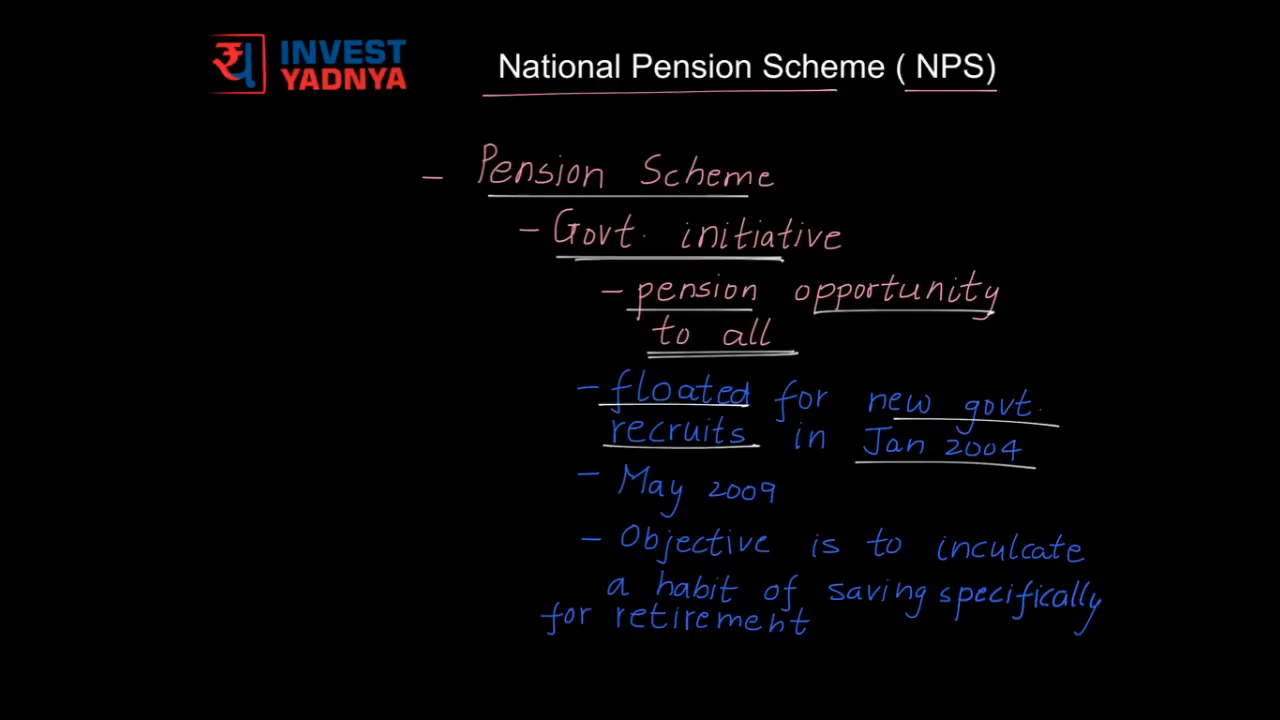 INVEST
YADNYA
National Pension Scheme ( NPS)
- Pension Scheme
- Govt. initiative
- pension opportunity
to all
- floated for new govt.
recruits in Jan 2004
- May 2009
- Objective is to inculcate
a habit of saving specifically
for retirement